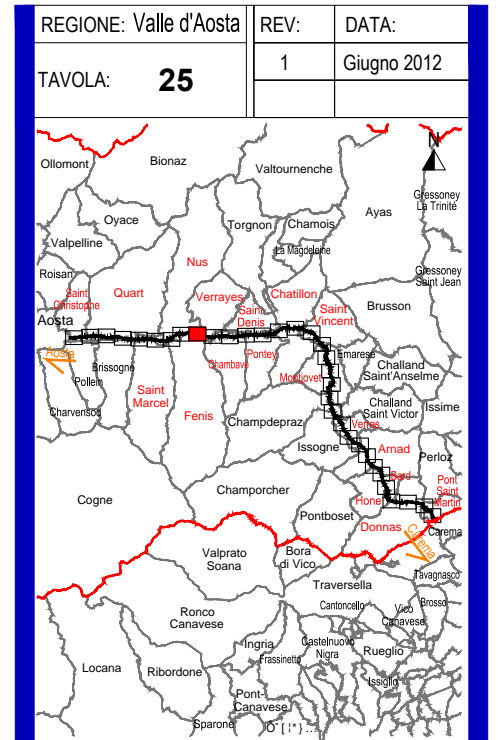 REGIONE: Valle d'Aosta
REV:
DATA:
TAVOLA: 25
1
Giugno 2012
N
Ollomont
Bionaz
Valtournenche
Gressoney
La Trinité
Oyace
Torgnon
Chamois
Ayas
Valpelline
La Magdeleine
Nus
Roisan
Gressoney
Saint Jean
Saint
Christophe
Quart
Verrayes
Chatillon
Saint
Denis
Saint
Vincent
Brusson
Aosta
Aosta
Brissogne
Pollein
Chambave
Pontey
Emarese
Challand
Saint'Anselme
Montjovet
Saint
Marcel
Charvensod
Fenis
Challand
Saint Victor
Issime
Champdepraz
Verres
Issogne
Arnad
Perloz
Bard
Pont
Saint
Martin
Cogne
Champorcher
Hone
Pontboset
Donnas
Carema
Carema
Valprato
Soana
Bora
di Vico
Tavagnasco
Traversella
Ronco
Canavese
Cantoncello
Vico
Canavese
Brosso
Ingria
Castelnuovo
Nigra
Rueglio
Frassinetto
Locana
Ribordone
Issiglio
Pont-
Canavese
Sparone